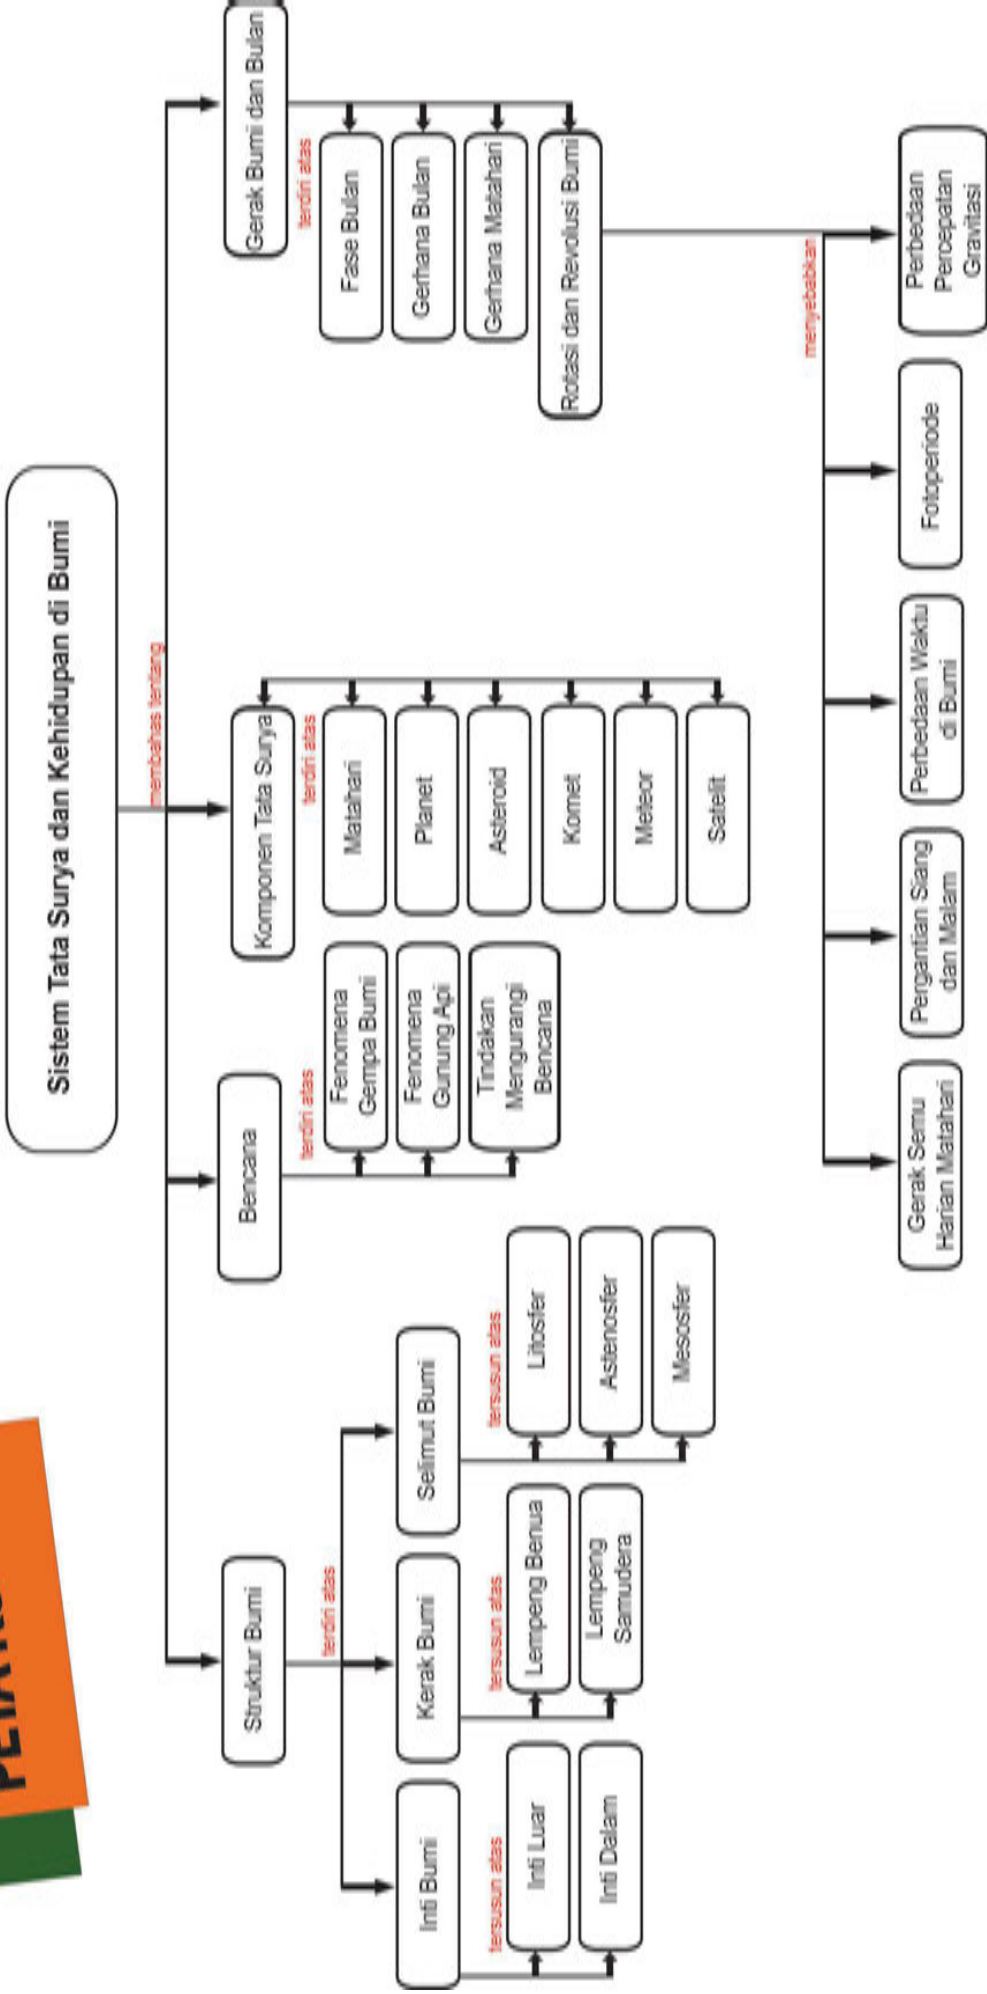 Sistem Tata Surya dan Kehidupan di Bumi
membahas tentang
Struktur Bumi
terdiri atas
Inti Bumi
tersusun atas
Inti Luar
Inti Dalam
Kerak Bumi
tersusun atas
Lempeng Benua
Lempeng
Samudera
Selimut Bumi
tersusun atas
Litosfer
Astenosfer
Mesosfer
Bencana
terdiri atas
Fenomena
Gempa Bumi
Fenomena
Gunung Api
Tindakan
Mengurangi
Bencana
Komponen Tata Surya
terdiri atas
Matahari
Planet
Asteroid
Komet
Meteor
Satelit
Gerak Bumi dan Bulan
terdiri atas
Fase Bulan
Gerhana Bulan
Gerhana Matahari
Rotasi dan Revolusi Bumi
menyebabkan
Gerak Semu
Harian Matahari
Pergantian Siang
dan Malam
Perbedaan Waktu
di Bumi
Fotoperiode
Perbedaan
Percepatan
Gravitasi